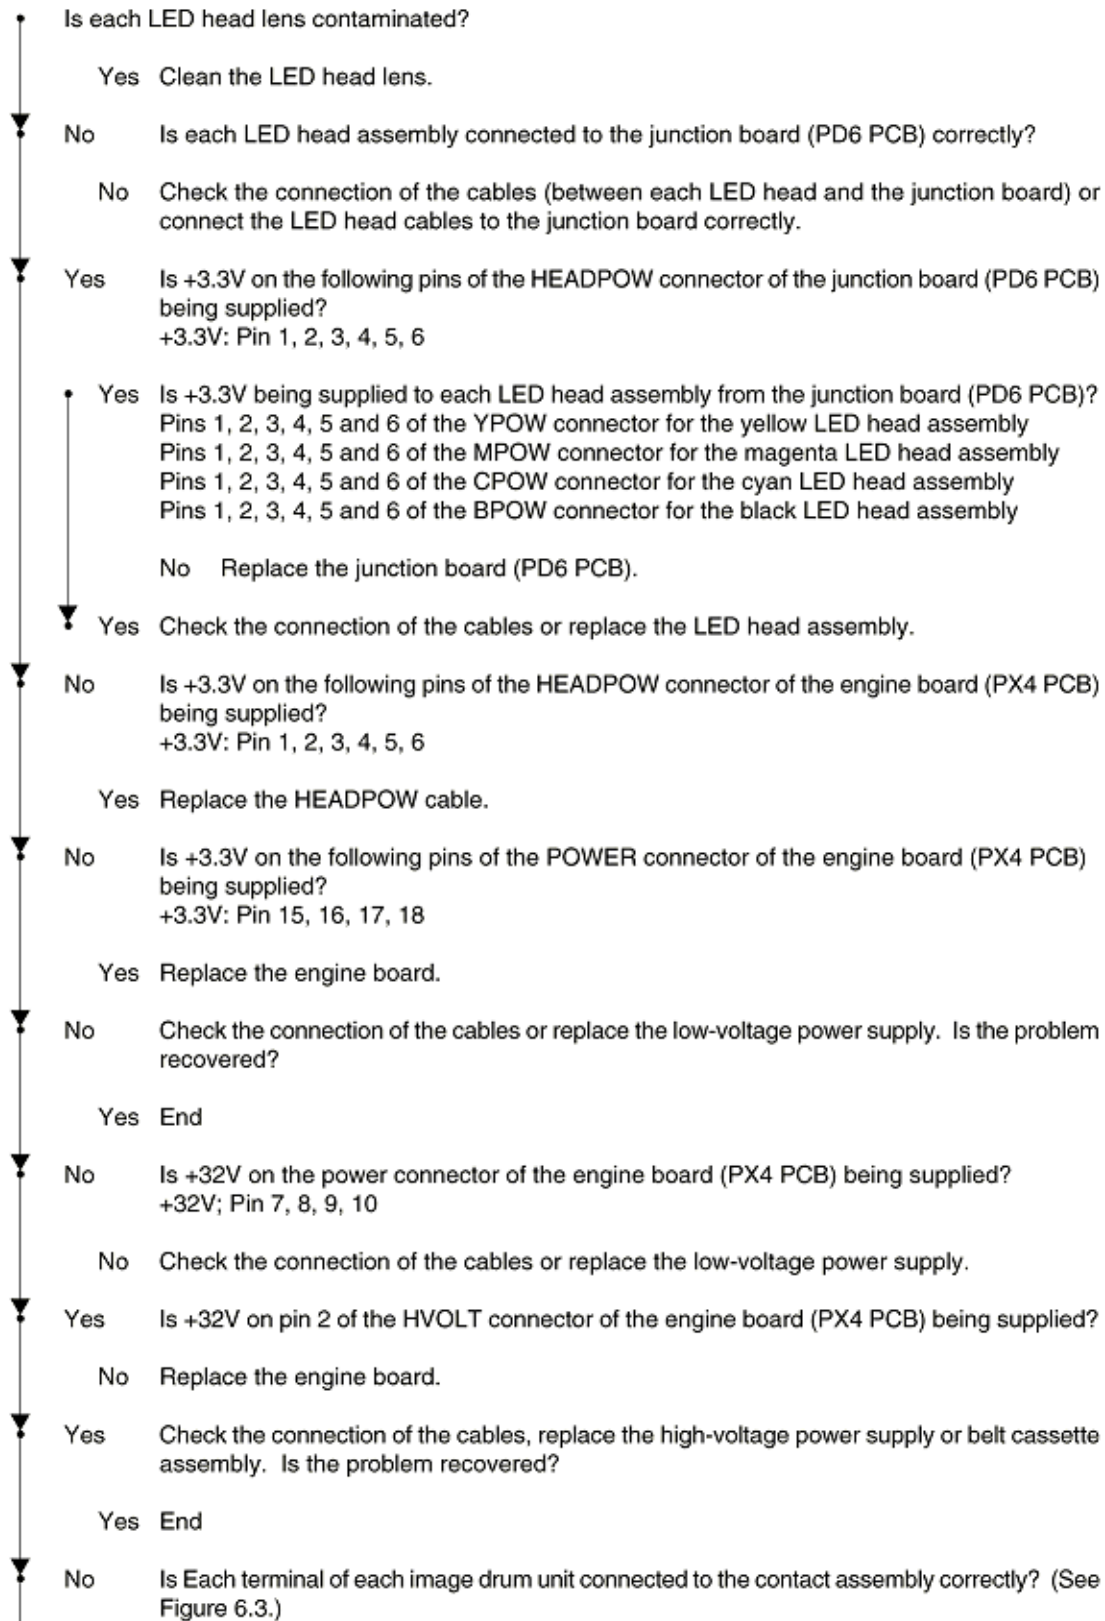 Is each LED head lens contaminated?
Yes Clean the LED head lens.
No Is each LED head assembly connected to the junction board (PD6 PCB) correctly?
No Check the connection of the cables (between each LED head and the junction board) or
connect the LED head cables to the junction board correctly.
Yes Is +3.3V on the following pins of the HEADPOW connector of the junction board (PD6 PCB)
being supplied?
+3.3V: Pin 1, 2, 3, 4, 5, 6
Yes Is +3.3V being supplied to each LED head assembly from the junction board (PD6 PCB)?
Pins 1, 2, 3, 4, 5 and 6 of the YPOW connector for the yellow LED head assembly
Pins 1, 2, 3, 4, 5 and 6 of the MPOW connector for the magenta LED head assembly
Pins 1, 2, 3, 4, 5 and 6 of the CPOW connector for the cyan LED head assembly
Pins 1, 2, 3, 4, 5 and 6 of the BPOW connector for the black LED head assembly
No Replace the junction board (PD6 PCB).
Yes Check the connection of the cables or replace the LED head assembly.
No Is +3.3V on the following pins of the HEADPOW connector of the engine board (PX4 PCB)
being supplied?
+3.3V: Pin 1, 2, 3, 4, 5, 6
Yes Replace the HEADPOW cable.
No Is +3.3V on the following pins of the POWER connector of the engine board (PX4 PCB)
being supplied?
+3.3V: Pin 15, 16, 17, 18
Yes Replace the engine board.
No Check the connection of the cables or replace the low-voltage power supply. Is the problem
recovered?
Yes End
No Is +32V on the power connector of the engine board (PX4 PCB) being supplied?
+32V; Pin 7, 8, 9, 10
No Check the connection of the cables or replace the low-voltage power supply.
Yes Is +32V on pin 2 of the HVOLT connector of the engine board (PX4 PCB) being supplied?
No Replace the engine board.
Yes Check the connection of the cables, replace the high-voltage power supply or belt cassette
assembly. Is the problem recovered?
Yes End
No Is Each terminal of each image drum unit connected to the contact assembly correctly? (See
Figure 6.3.)